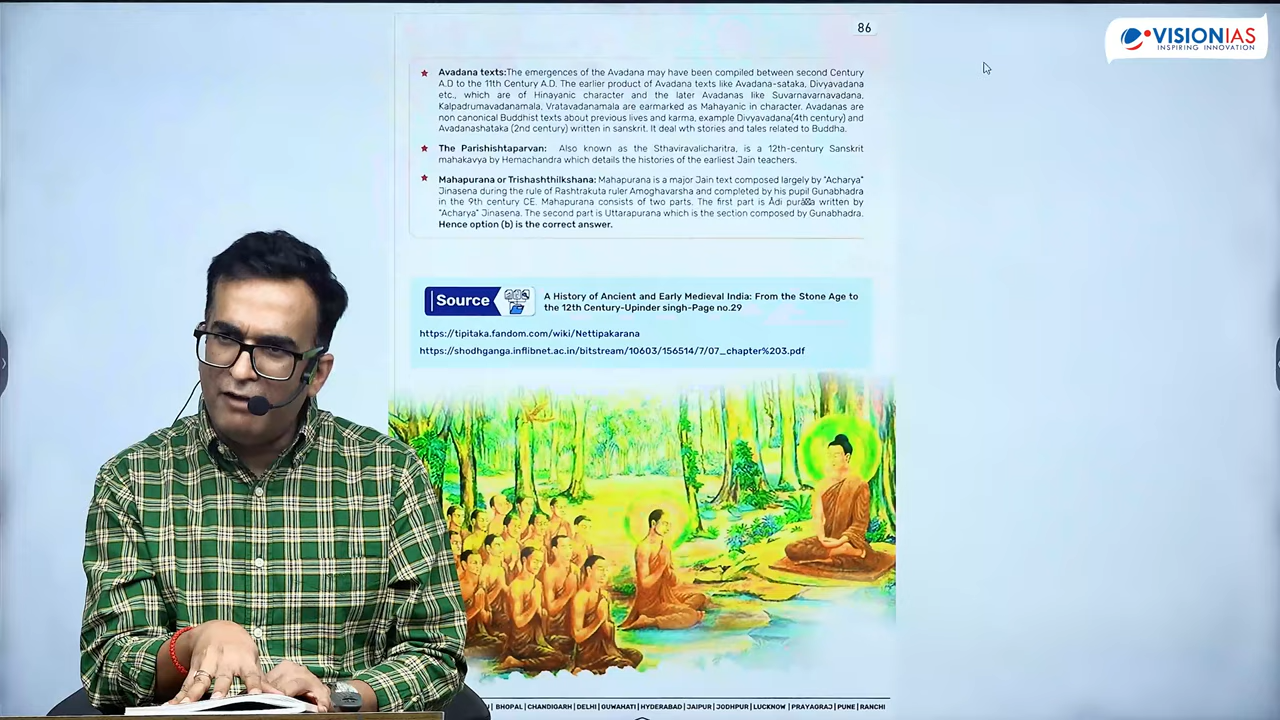 86
VISIONIAS
INSPIRING INNOVATION
Avadana texts:The emergences of the Avadana may have been compiled between second Century
A.D to the 11th Century A.D. The earlier product of Avadana texts like Avadana-sataka, Divyavadana
etc., which are of Hinayanic character and the later Avadanas like Suvarnavarnavadana,
Kalpadrumavadanamala, Vratavadanamala are earmarked as Mahayanic in character. Avadanas are
non canonical Buddhist texts about previous lives and karma, example Divyavadana(4th century) and
Avadanashataka (2nd century) written in sanskrit. It deal wth stories and tales related to Buddha.
The Parishishtaparvan: Also known as the Sthaviravalicharitra, is a 12th-century Sanskrit
mahakavya by Hemachandra which details the histories of the earliest Jain teachers.
Mahapurana or Trishashthilkshana: Mahapurana is a major Jain text composed largely by "Acharya"
Jinasena during the rule of Rashtrakuta ruler Amoghavarsha and completed by his pupil Gunabhadra
in the 9th century CE. Mahapurana consists of two parts. The first part is Ādi written by
"Acharya" Jinasena. The second part is Uttarapurana which is the section composed by Gunabhadra.
Hence option (b) is the correct answer.
Source
A History of Ancient and Early Medieval India: From the Stone Age to
the 12th Century-Upinder singh-Page no.29
https://tipitaka.fandom.com/wiki/Nettipakarana
https://shodhganga.inflibnet.ac.in/bitstream/10603/156514/7/07_chapter%203.pdf
| BHOPAL | CHANDIGARH | DELHI | GUWAHATI | HYDERABAD | JAIPUR | JODHPUR | LUCKNOW | PRAYAGRAJ | PUNE | RANCHI